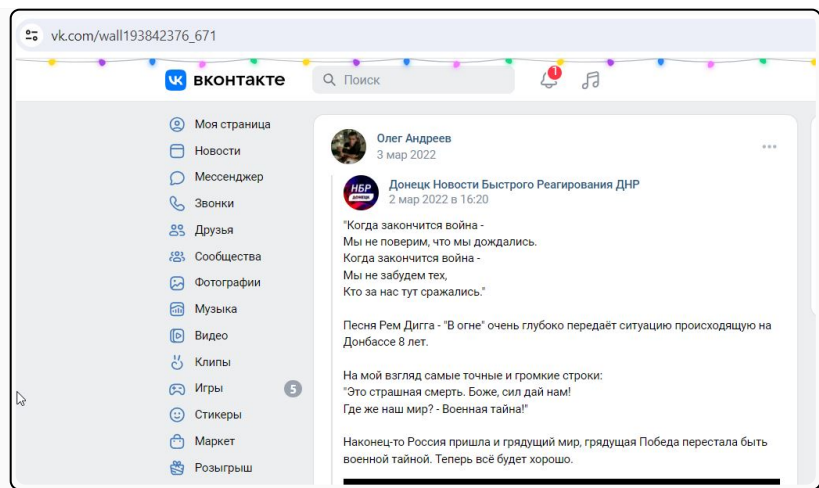 vk.com/wall193842376_671
вконтакте
Поиск
1
Моя страница
Новости
Мессенджер
Звонки
Друзья
Сообщества
Фотографии
Музыка
Видео
Клипы
Игры
5
Стикеры
Маркет
Розыгрыш
Олег Андреев
3 мар 2022
НБР
ДОНЕЦК
Донецк Новости Быстрого Реагирования ДНР
2 мар 2022 в 16:20
"Когда закончится война -
Мы не поверим, что мы дождались.
Когда закончится война -
Мы не забудем тех,
Кто за нас тут сражались."
Песня Рем Дигга - "В огне" очень глубоко передаёт ситуацию происходящую на
Донбассе 8 лет.
На мой взгляд самые точные и громкие строки:
"Это страшная смерть. Боже, сил дай нам!
Где же наш мир? - Военная тайна!"
Наконец-то Россия пришла и грядущий мир, грядущая Победа перестала быть
военной тайной. Теперь всё будет хорошо.